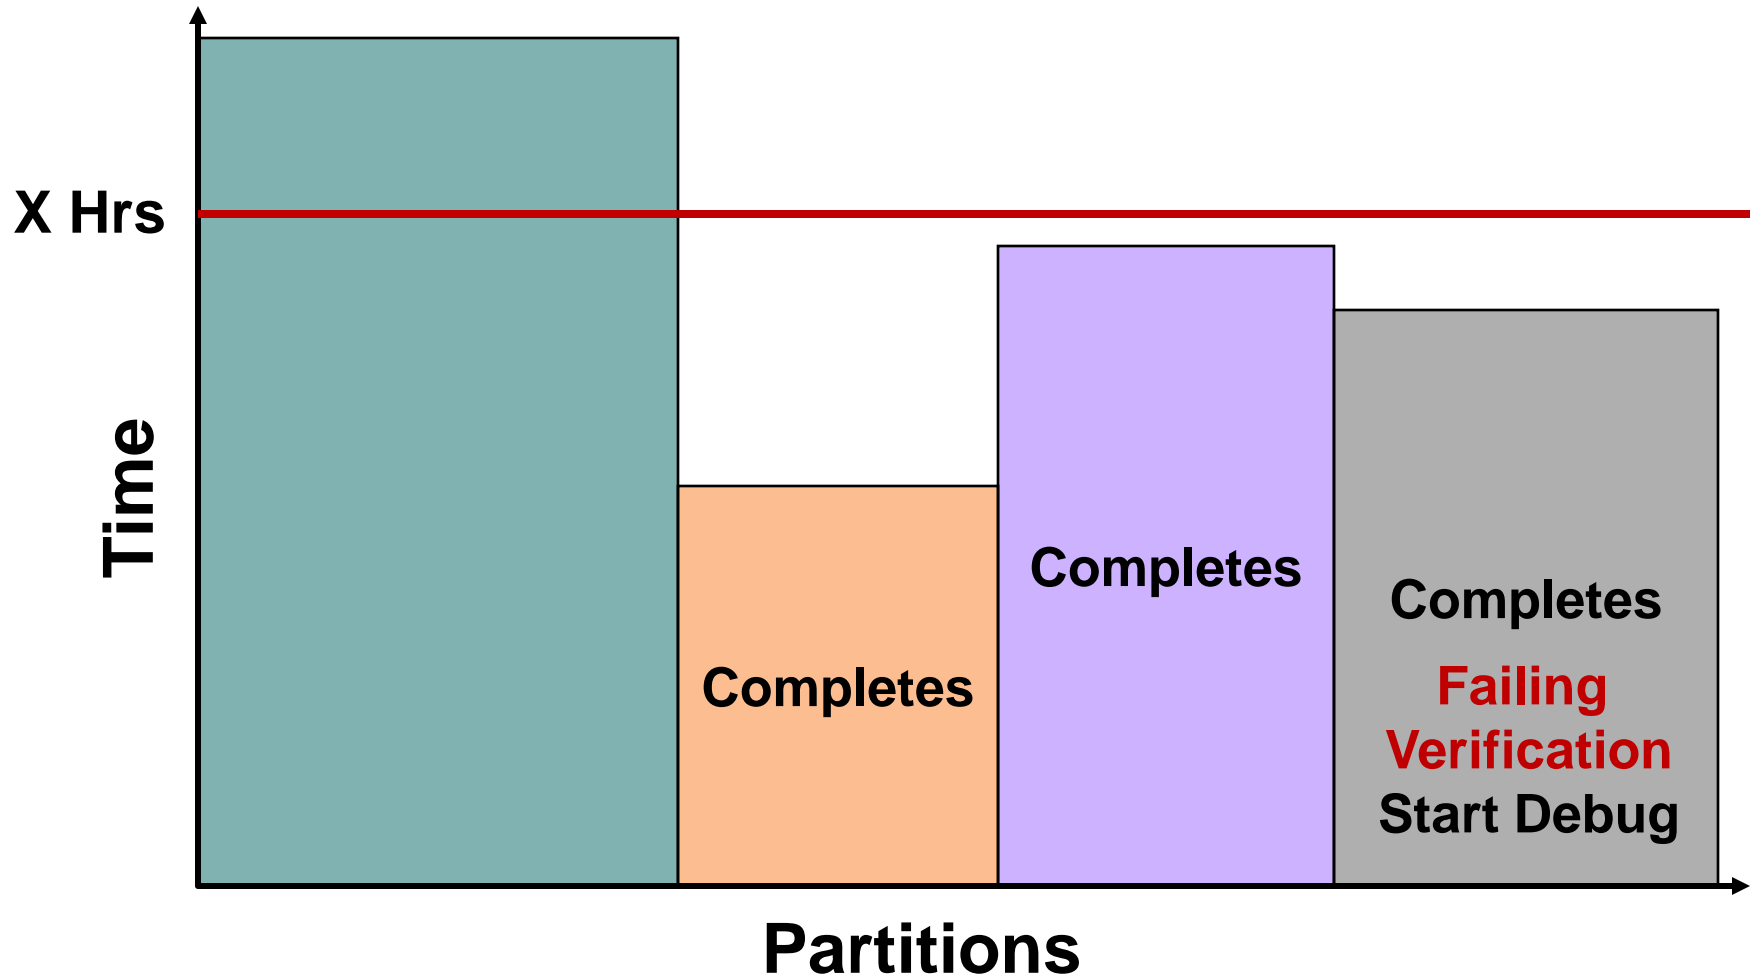 X Hrs
Time
Completes
Completes
Completes
Failing
Verification
Start Debug
Partitions